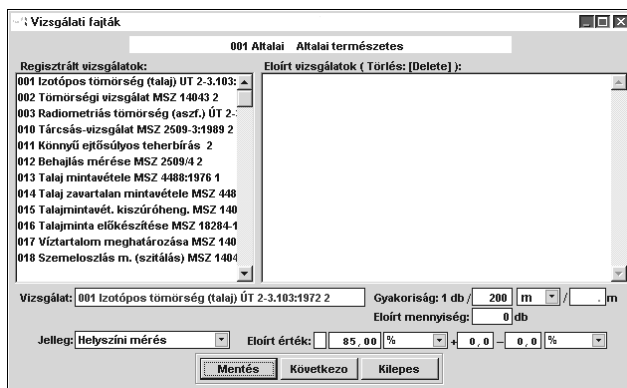 Vizsgálati fajták
001 Altalai Altalai természetes
Regisztrált vizsgálatok: Eloírt vizsgálatok ( Törlés: [Delete] ):
001 Izotópos tömörség (talaj) ÚT 2-3.103:
002 Tömörségi vizsgálat MSZ 14043 2
003 Radiometriás tömörség (aszf.) ÚT 2-
010 Tárcsás-vizsgálat MSZ 2509-3:1989 2
011 Könnyű ejtősúlyos teherbírás 2
012 Behajlás mérése MSZ 2509/4 2
013 Talaj mintavétele MSZ 4488:1976 1
014 Talaj zavartalan mintavétele MSZ 448
015 Talajmintavét. kiszúróheng. MSZ 140
016 Talajminta előkészítése MSZ 18284-1
017 Víztartalom meghatározása MSZ 140
018 Szemeloszlás m. (szitálás) MSZ 1404
Vizsgálat: 001 Izotópos tömörség (talaj) ÚT 2-3.103:1972 2 Gyakoriság: 1 db / 200 m / . m
Eloírt mennyiség: 0 db
Jelleg: Helyszíni mérés Eloírt érték: 85,00 % + 0,0 - 0,0 %
Mentés Következo Kilepes